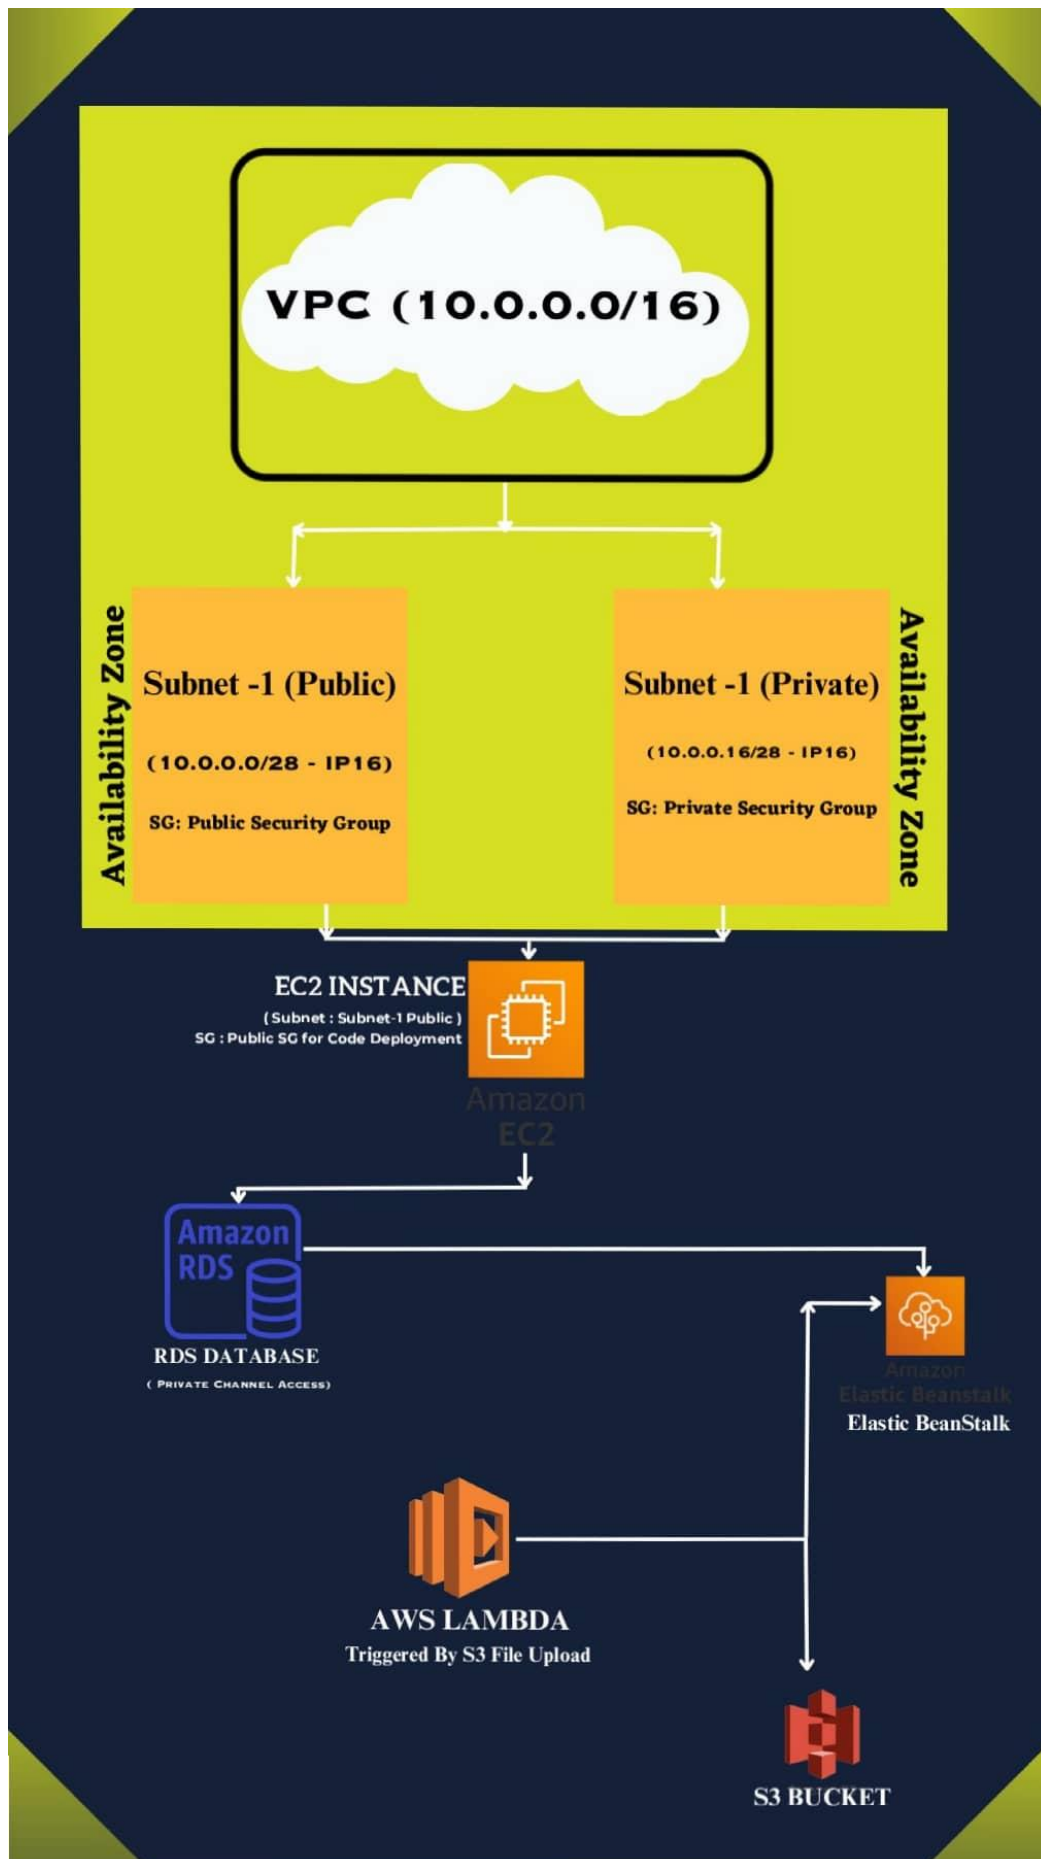 VPC (10.0.0.0/16)
Availability Zone
Subnet -1 (Public)
(10.0.0.0/28 - IP16)
SG: Public Security Group
Subnet -1 (Private)
(10.0.0.16/28 - IP16)
SG: Private Security Group
Availability Zone
EC2 INSTANCE
( Subnet : Subnet-1 Public )
SG : Public SG for Code Deployment
Amazon
EC2
Amazon
RDS
RDS DATABASE
( PRIVATE CHANNEL ACCESS)
Amazon
Elastic Beanstalk
Elastic BeanStalk
AWS LAMBDA
Triggered By S3 File Upload
S3 BUCKET